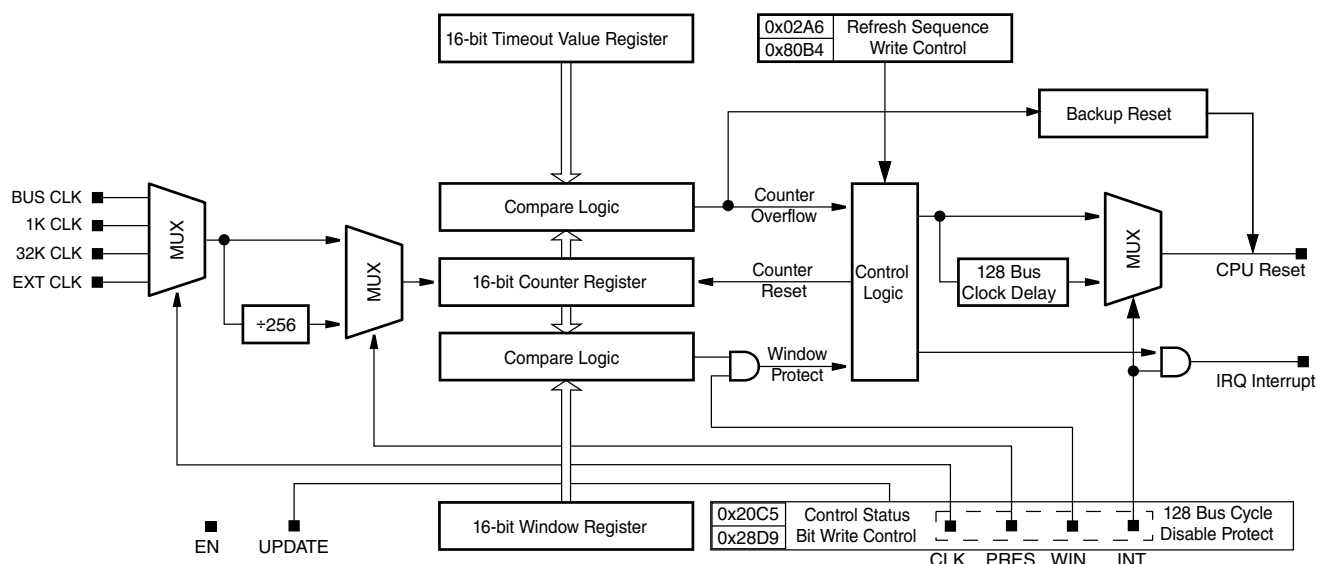 16-bit Timeout Value Register
0x02A6
0x80B4
Refresh Sequence
Write Control
Backup Reset
BUS CLK
1K CLK
32K CLK
EXT CLK
MUX
÷256
MUX
Compare Logic
16-bit Counter Register
Compare Logic
Counter
Overflow
Counter
Reset
Window
Protect
Control
Logic
128 Bus
Clock Delay
MUX
CPU Reset
IRQ Interrupt
EN
UPDATE
16-bit Window Register
0x20C5
0x28D9
Control Status
Bit Write Control
128 Bus Cycle
Disable Protect
CLK PRES WIN INT